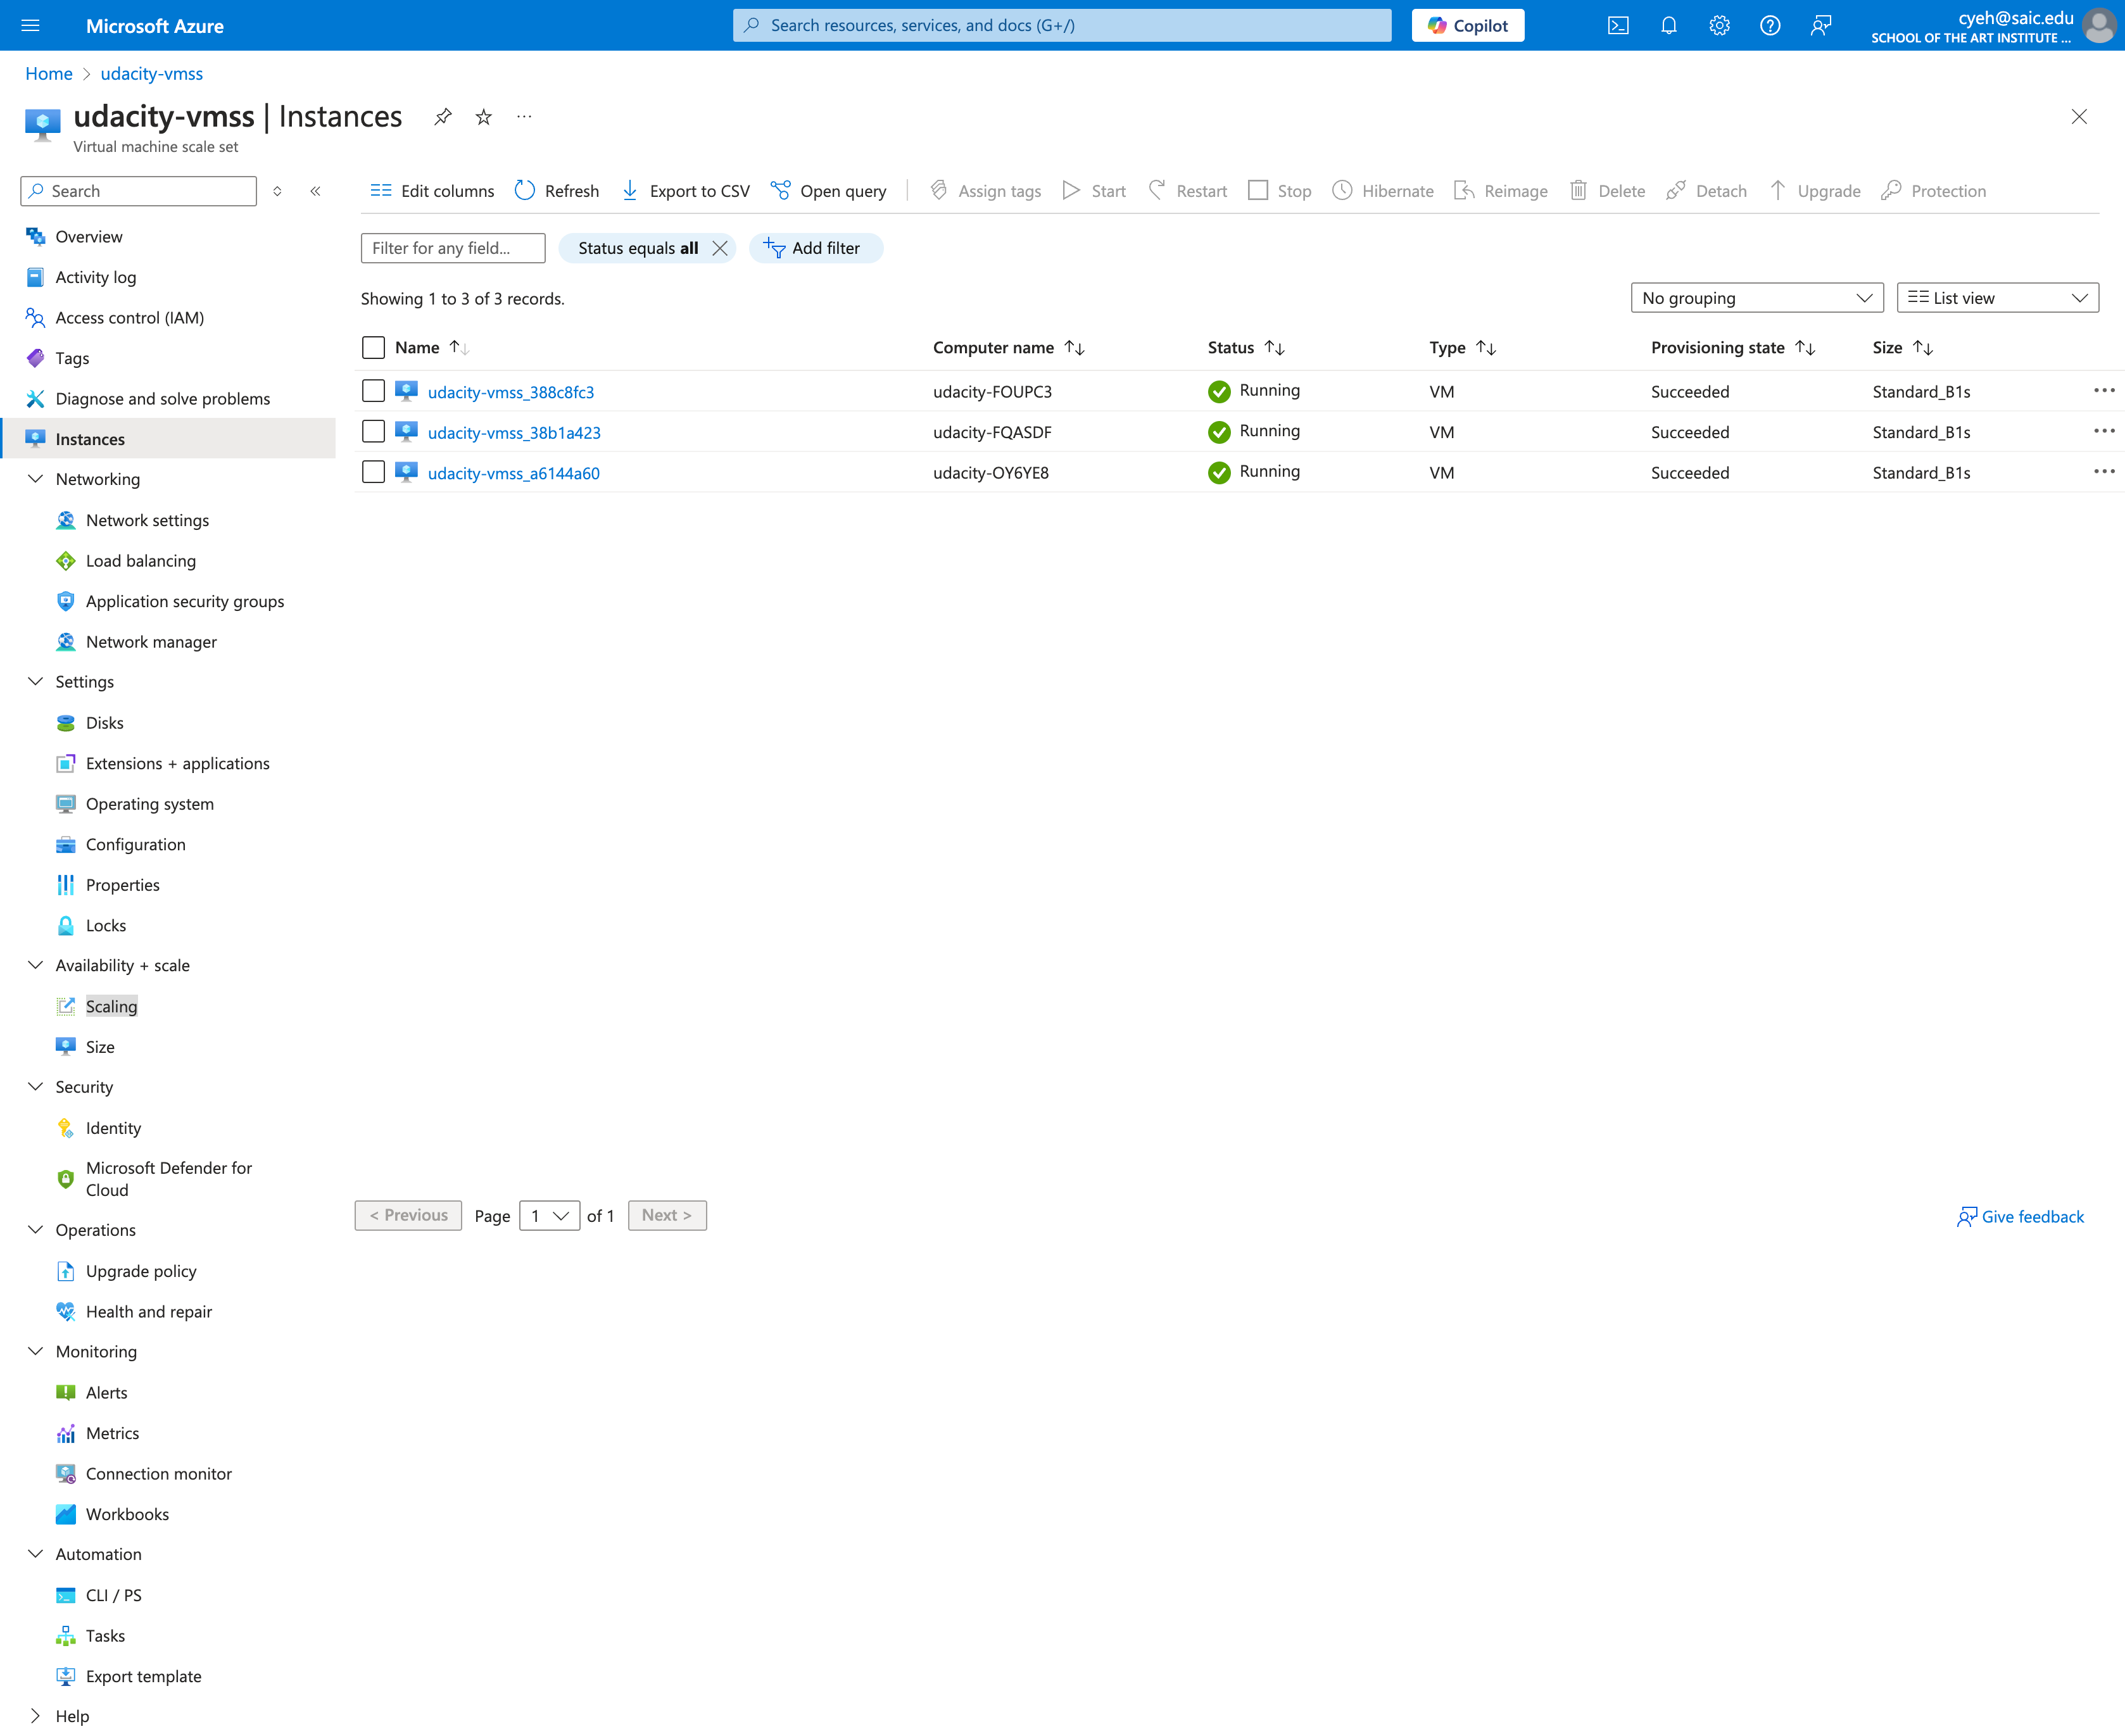 Microsoft Azure
Search resources, services, and docs (G+/)
Copilot
cyeh@saic.edu
SCHOOL OF THE ART INSTITUTE ...
Home > udacity-vmss
udacity-vmss | Instances
Virtual machine scale set
Search
Edit columns Refresh Export to CSV Open query Assign tags Start Restart Stop Hibernate Reimage Delete Detach Upgrade Protection
Overview
Activity log
Access control (IAM)
Tags
Diagnose and solve problems
Instances
Networking
Network settings
Load balancing
Application security groups
Network manager
Settings
Disks
Extensions + applications
Operating system
Configuration
Properties
Locks
Availability + scale
Scaling
Size
Security
Identity
Microsoft Defender for
Cloud
Operations
Upgrade policy
Health and repair
Monitoring
Alerts
Metrics
Connection monitor
Workbooks
Automation
CLI / PS
Tasks
Export template
Help
Filter for any field... Status equals all Add filter
Showing 1 to 3 of 3 records.
No grouping List view
Name Computer name Status Type Provisioning state Size
udacity-vmss_388c8fc3 udacity-FOUPC3 Running VM Succeeded Standard_B1s
udacity-vmss_38b1a423 udacity-FQASDF Running VM Succeeded Standard_B1s
udacity-vmss_a6144a60 udacity-OY6YE8 Running VM Succeeded Standard_B1s
< Previous Page 1 of 1 Next >
Give feedback